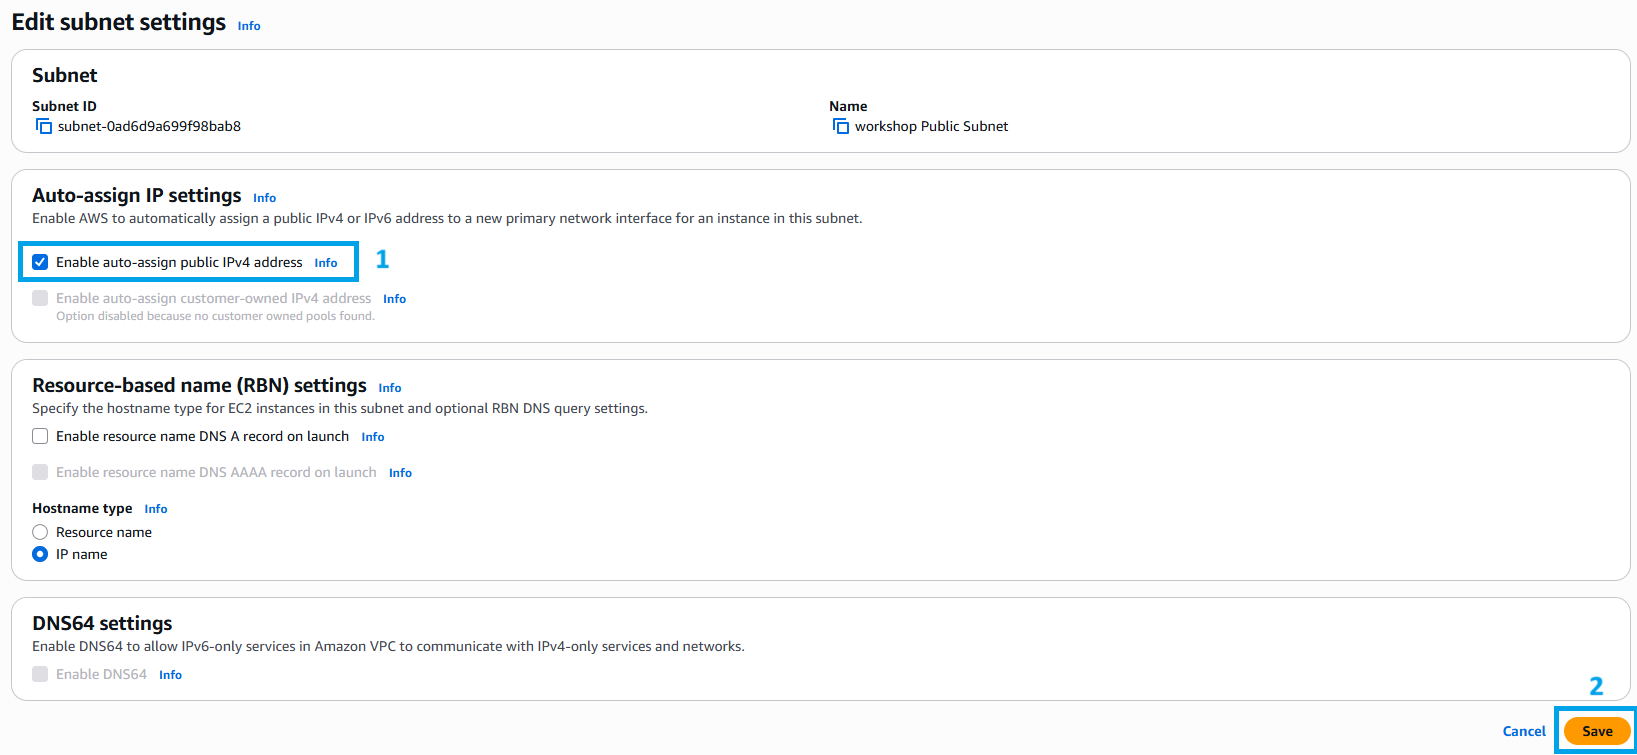 Edit subnet settings Info
Subnet
Subnet ID
subnet-0ad6d9a699f98bab8
Name
workshop Public Subnet
Auto-assign IP settings Info
Enable AWS to automatically assign a public IPv4 or IPv6 address to a new primary network interface for an instance in this subnet.
Enable auto-assign public IPv4 address Info 1
Enable auto-assign customer-owned IPv4 address Info
Option disabled because no customer owned pools found.
Resource-based name (RBN) settings Info
Specify the hostname type for EC2 instances in this subnet and optional RBN DNS query settings.
Enable resource name DNS A record on launch Info
Enable resource name DNS AAAA record on launch Info
Hostname type Info
Resource name
IP name
DNS64 settings
Enable DNS64 to allow IPv6-only services in Amazon VPC to communicate with IPv4-only services and networks.
Enable DNS64 Info
2
Cancel Save